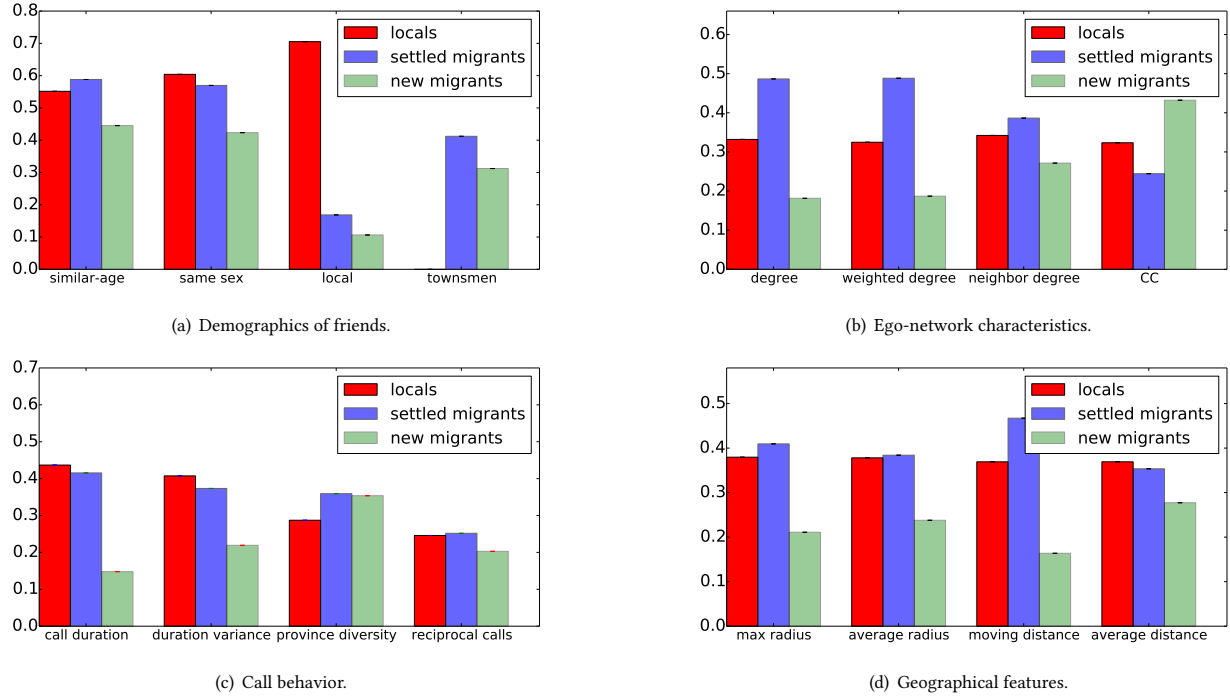 0.8
0.7
0.6
0.5
0.4
0.3
0.2
0.1
0.0
similar-age same sex local townsmen
locals
settled migrants
new migrants
(a) Demographics of friends.
0.6
0.5
0.4
0.3
0.2
0.1
0.0
degree weighted degree neighbor degree CC
locals
settled migrants
new migrants
(b) Ego-network characteristics.
0.7
0.6
0.5
0.4
0.3
0.2
0.1
0.0
call duration duration variance province diversity reciprocal calls
locals
settled migrants
new migrants
(c) Call behavior.
0.5
0.4
0.3
0.2
0.1
0.0
max radius average radius moving distance average distance
locals
settled migrants
new migrants
(d) Geographical features.